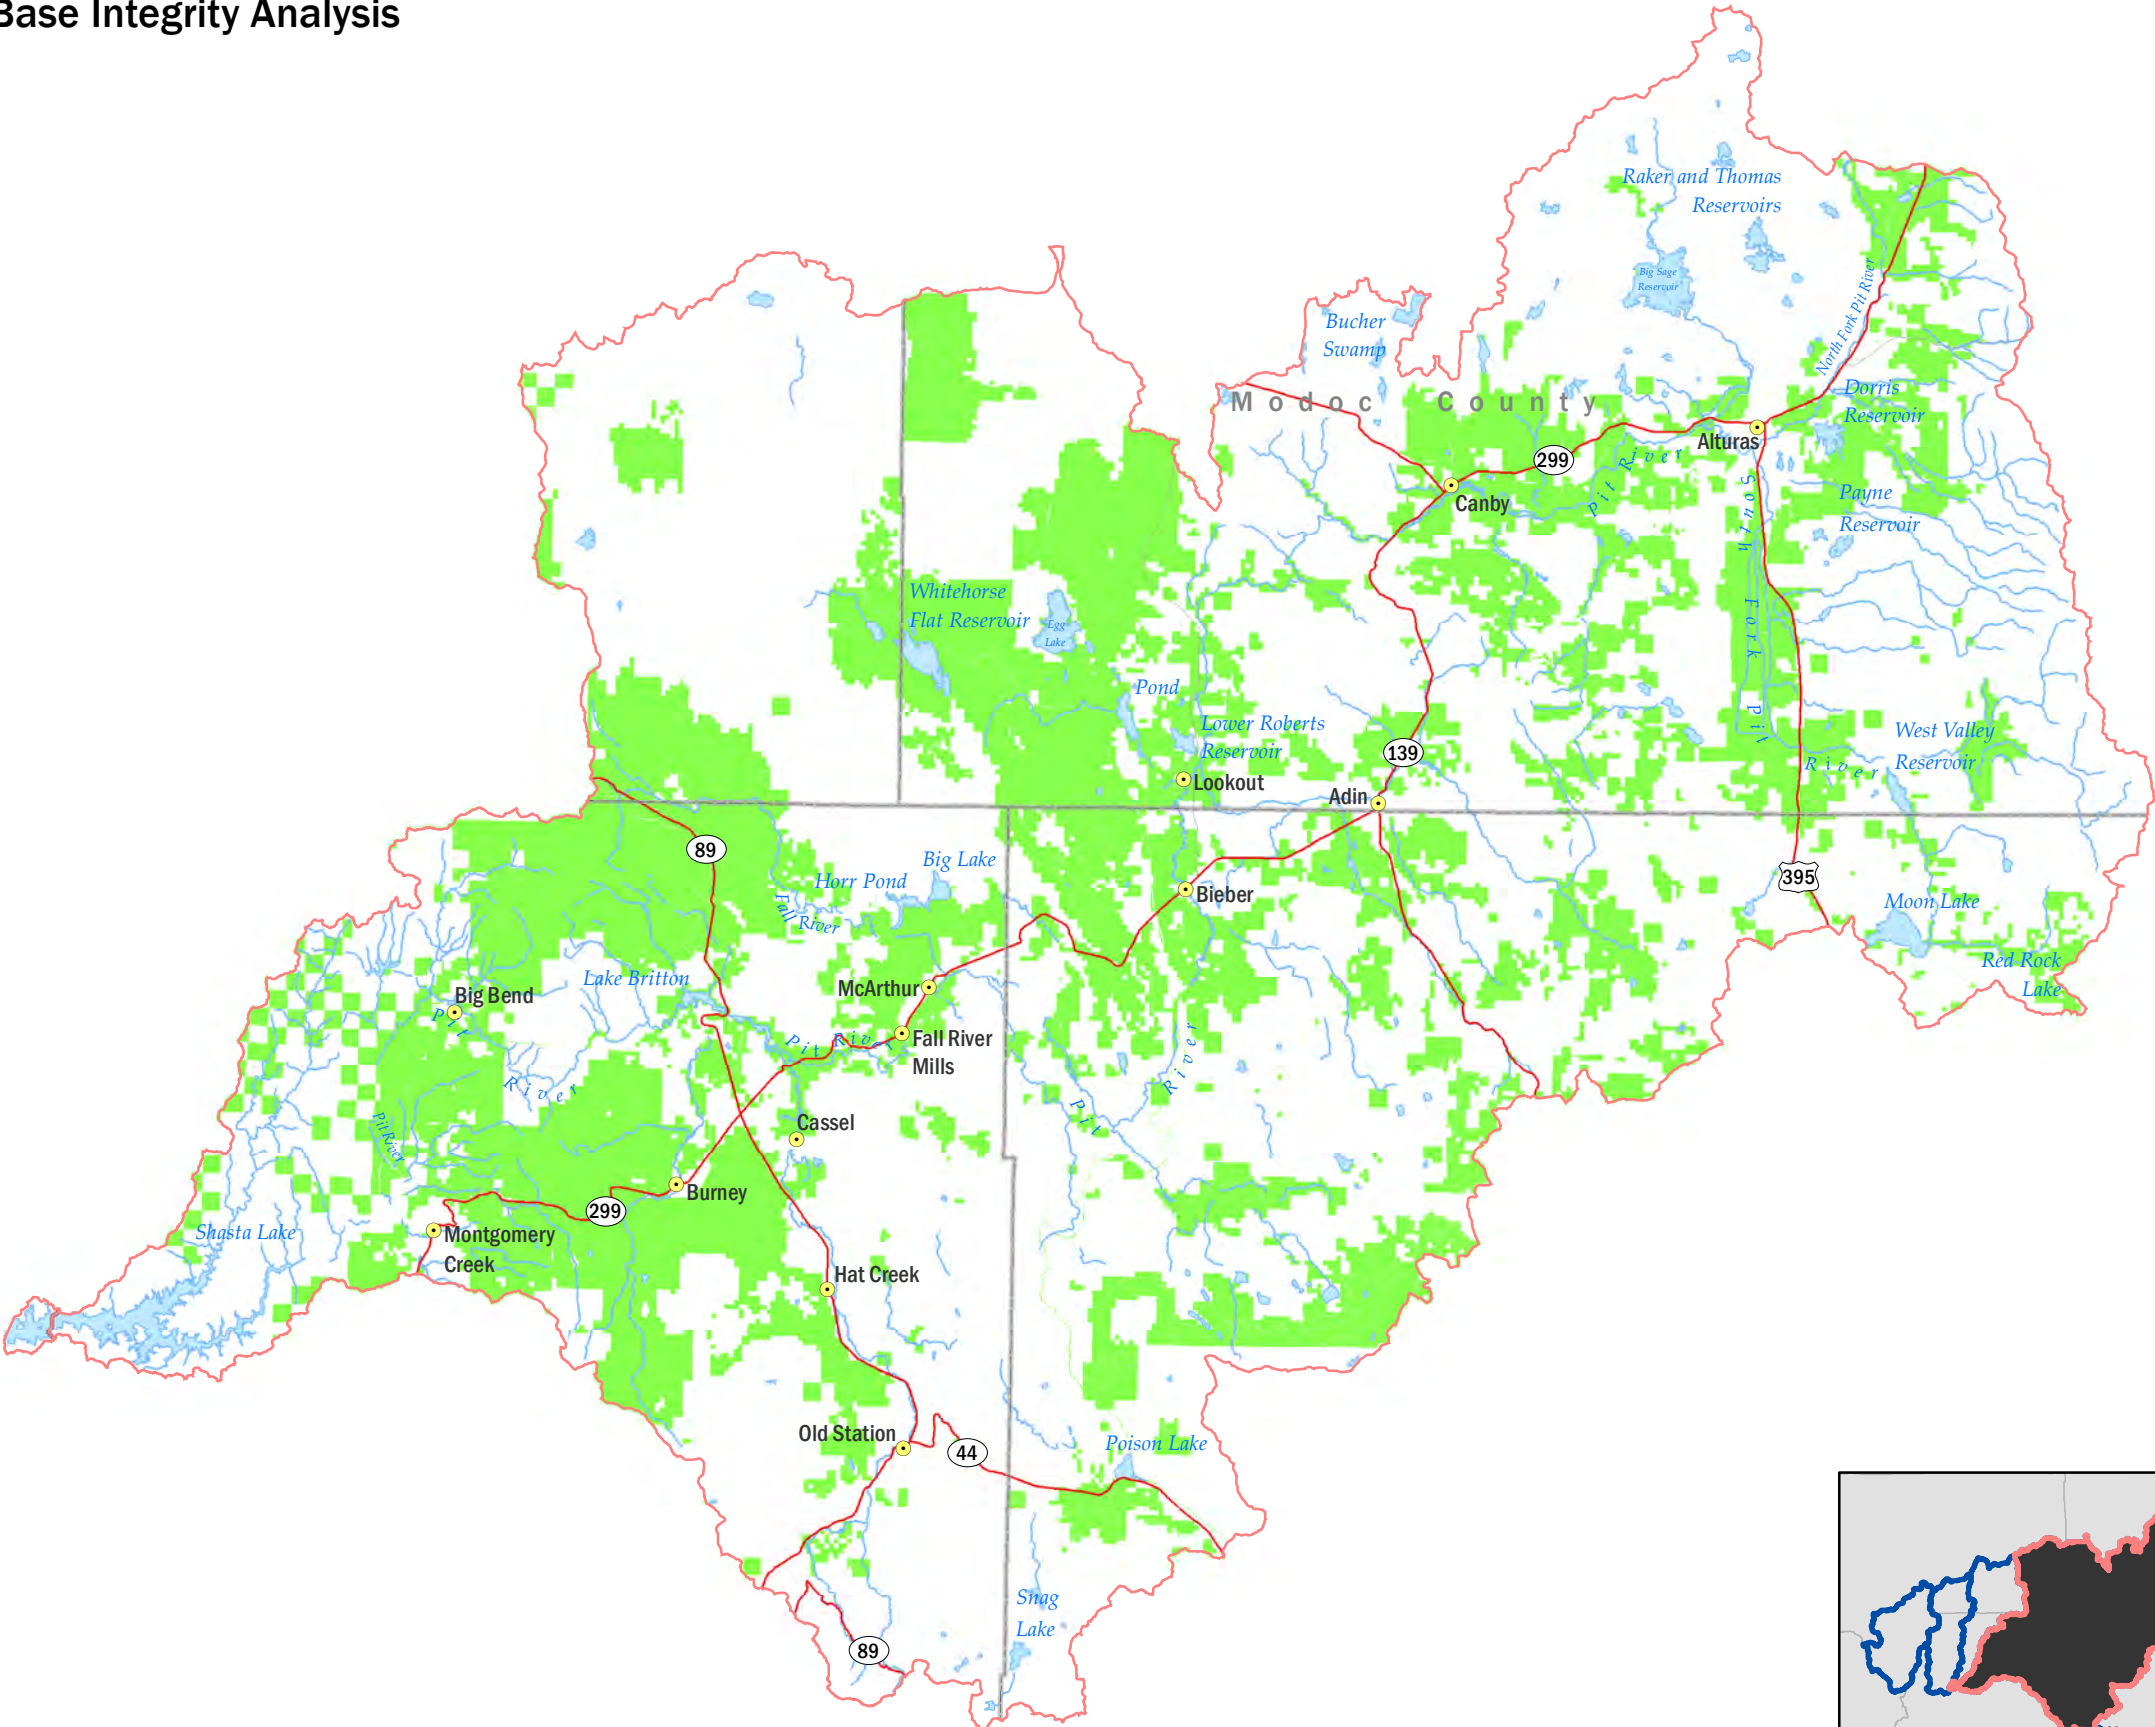 Base Integrity Analysis
Raker and Thomas
Reservoirs
Big Sage
Reservoir
North Fork Pit River
Bucher
Swamp
Modoc County
Dorris
Reservoir
Alturas
299
Pit River
Canby
Payne
Reservoir
South Fork Pit
River
Whitehorse
Flat Reservoir
Egg
Lake
Pond
Lower Roberts
Reservoir
139
West Valley
Reservoir
Lookout
Adin
89
Big Lake
Horr Pond
Fall
River
Bieber
395
Moon Lake
Red Rock
Lake
Lake Britton
McArthur
Big Bend
Pit
River
Pit River
Fall River
Mills
Pit
River
Pit River
Cassel
Burney
299
Shasta Lake
Montgomery
Creek
Hat Creek
Old Station
44
Poison Lake
Snag
Lake
89